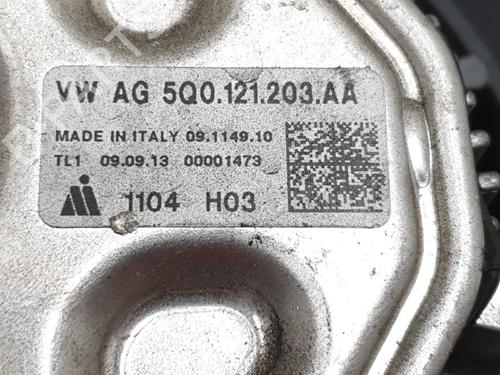 VW AG 5Q0.121.203.AA
MADE IN ITALY 09.1149.10
TL1 09.09.13 00001473
1104 H03